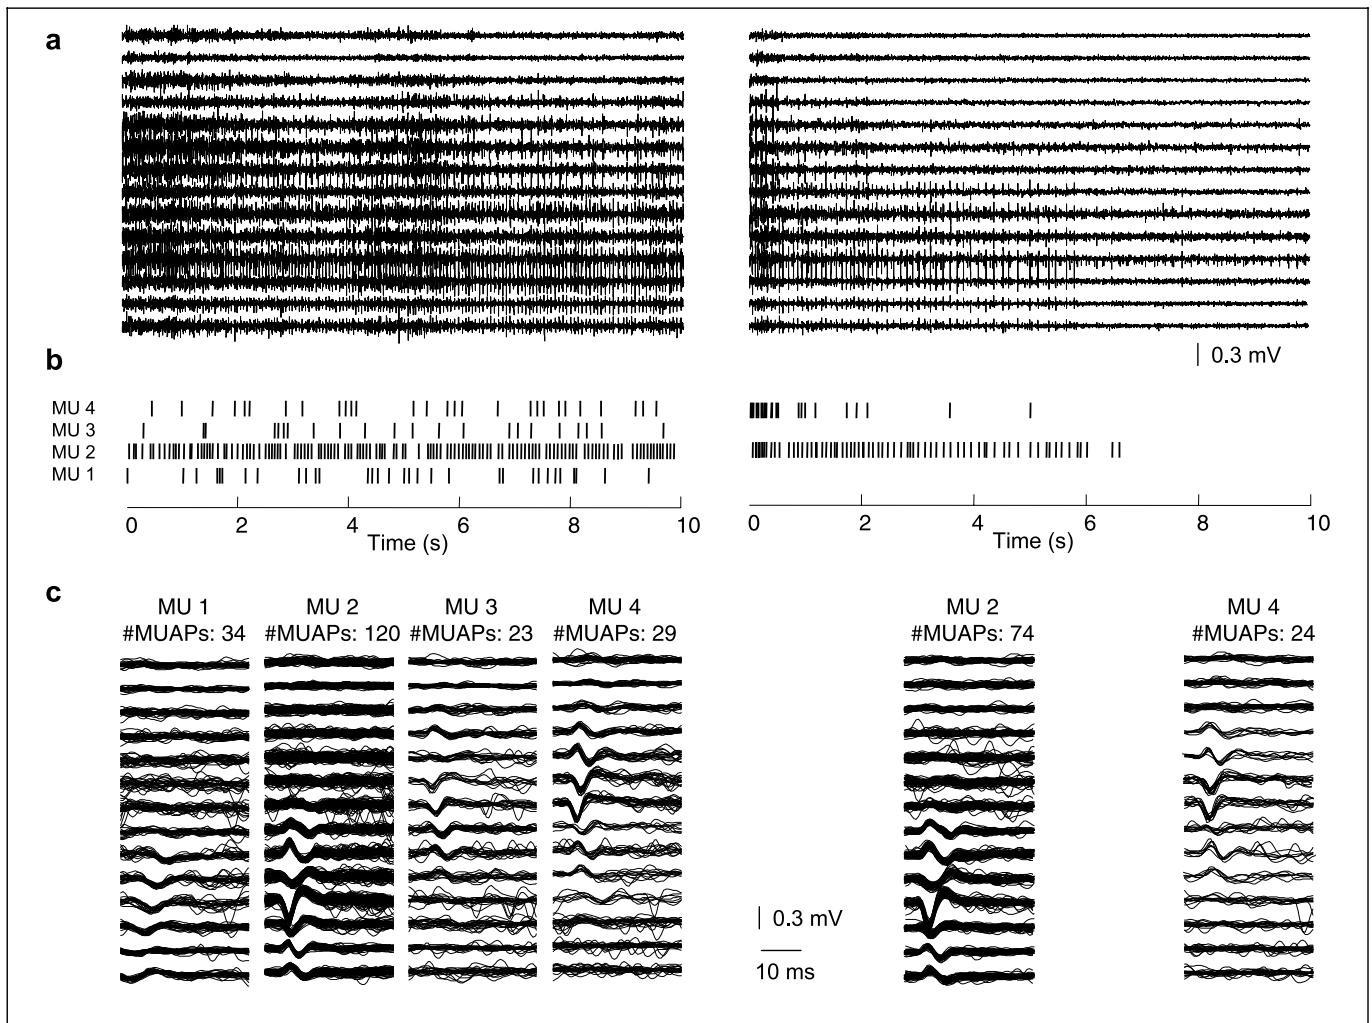 a
0.3 mV
b
MU 4
MU 3
MU 2
MU 1
0 2 4 6 8 10
Time (s)
0 2 4 6 8 10
Time (s)
c
MU 1 MU 2 MU 3 MU 4 MU 2 MU 4
#MUAPs: 34 #MUAPs: 120 #MUAPs: 23 #MUAPs: 29 #MUAPs: 74 #MUAPs: 24
0.3 mV
10 ms